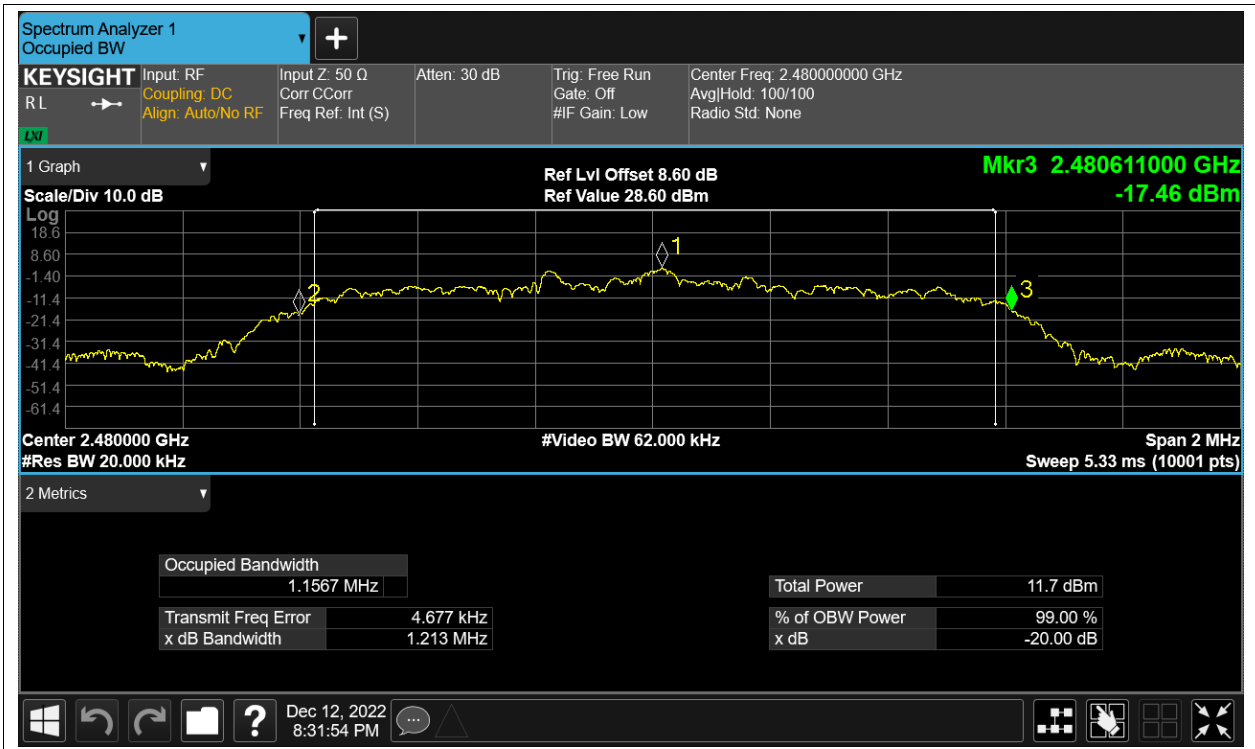 Spectrum Analyzer 1
Occupied BW
KEYSIGHT
R L
LXI
Input: RF
Coupling: DC
Align: Auto/No RF
Input Z: 50 Ω
Corr CCorr
Freq Ref: Int (S)
Atten: 30 dB
Trig: Free Run
Gate: Off
#IF Gain: Low
Center Freq: 2.480000000 GHz
Avg|Hold: 100/100
Radio Std: None
1 Graph
Scale/Div 10.0 dB
Ref Lvl Offset 8.60 dB
Ref Value 28.60 dBm
Mkr3 2.480611000 GHz
-17.46 dBm
Log
18.6
8.60
-1.40
-11.4
-21.4
-31.4
-41.4
-51.4
-61.4
1
2
3
Center 2.480000 GHz
#Res BW 20.000 kHz
#Video BW 62.000 kHz
Span 2 MHz
Sweep 5.33 ms (10001 pts)
2 Metrics
Occupied Bandwidth
1.1567 MHz
Transmit Freq Error 4.677 kHz
x dB Bandwidth 1.213 MHz
Total Power 11.7 dBm
% of OBW Power 99.00 %
x dB -20.00 dB
?
Dec 12, 2022
8:31:54 PM